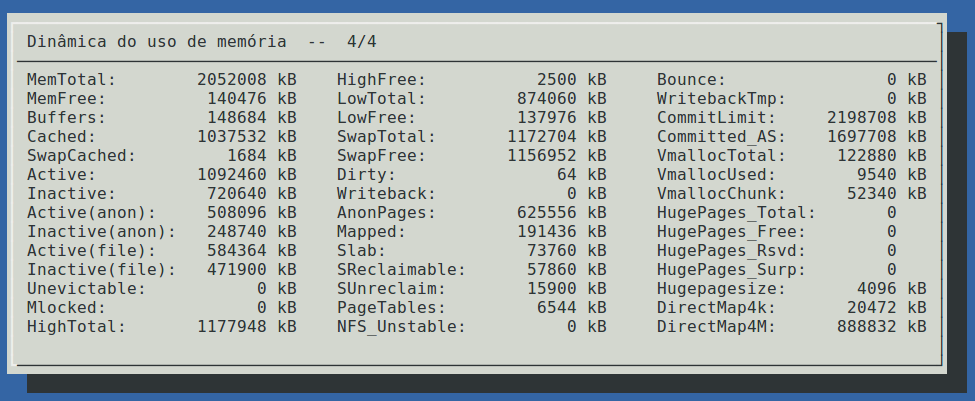 Dinâmica do uso de memória -- 4/4
MemTotal: 2052008 kB HighFree: 2500 kB Bounce: 0 kB
MemFree: 140476 kB LowTotal: 874060 kB WritebackTmp: 0 kB
Buffers: 148684 kB LowFree: 137976 kB CommitLimit: 2198708 kB
Cached: 1037532 kB SwapTotal: 1172704 kB Committed_AS: 1697708 kB
SwapCached: 1684 kB SwapFree: 1156952 kB VmallocTotal: 122880 kB
Active: 1092460 kB Dirty: 64 kB VmallocUsed: 9540 kB
Inactive: 720640 kB Writeback: 0 kB VmallocChunk: 52340 kB
Active(anon): 508096 kB AnonPages: 625556 kB HugePages_Total: 0
Inactive(anon): 248740 kB Mapped: 191436 kB HugePages_Free: 0
Active(file): 584364 kB Slab: 73760 kB HugePages_Rsvd: 0
Inactive(file): 471900 kB SReclaimable: 57860 kB HugePages_Surp: 0
Unevictable: 0 kB SUnreclaim: 15900 kB Hugepagesize: 4096 kB
Mlocked: 0 kB PageTables: 6544 kB DirectMap4k: 20472 kB
HighTotal: 1177948 kB NFS_Unstable: 0 kB DirectMap4M: 888832 kB